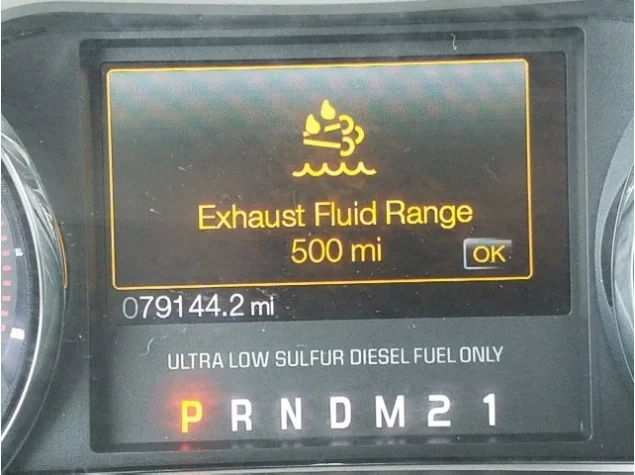 Exhaust Fluid Range
500 mi
OK
079144.2 mi
ULTRA LOW SULFUR DIESEL FUEL ONLY
P R N D M 2 1